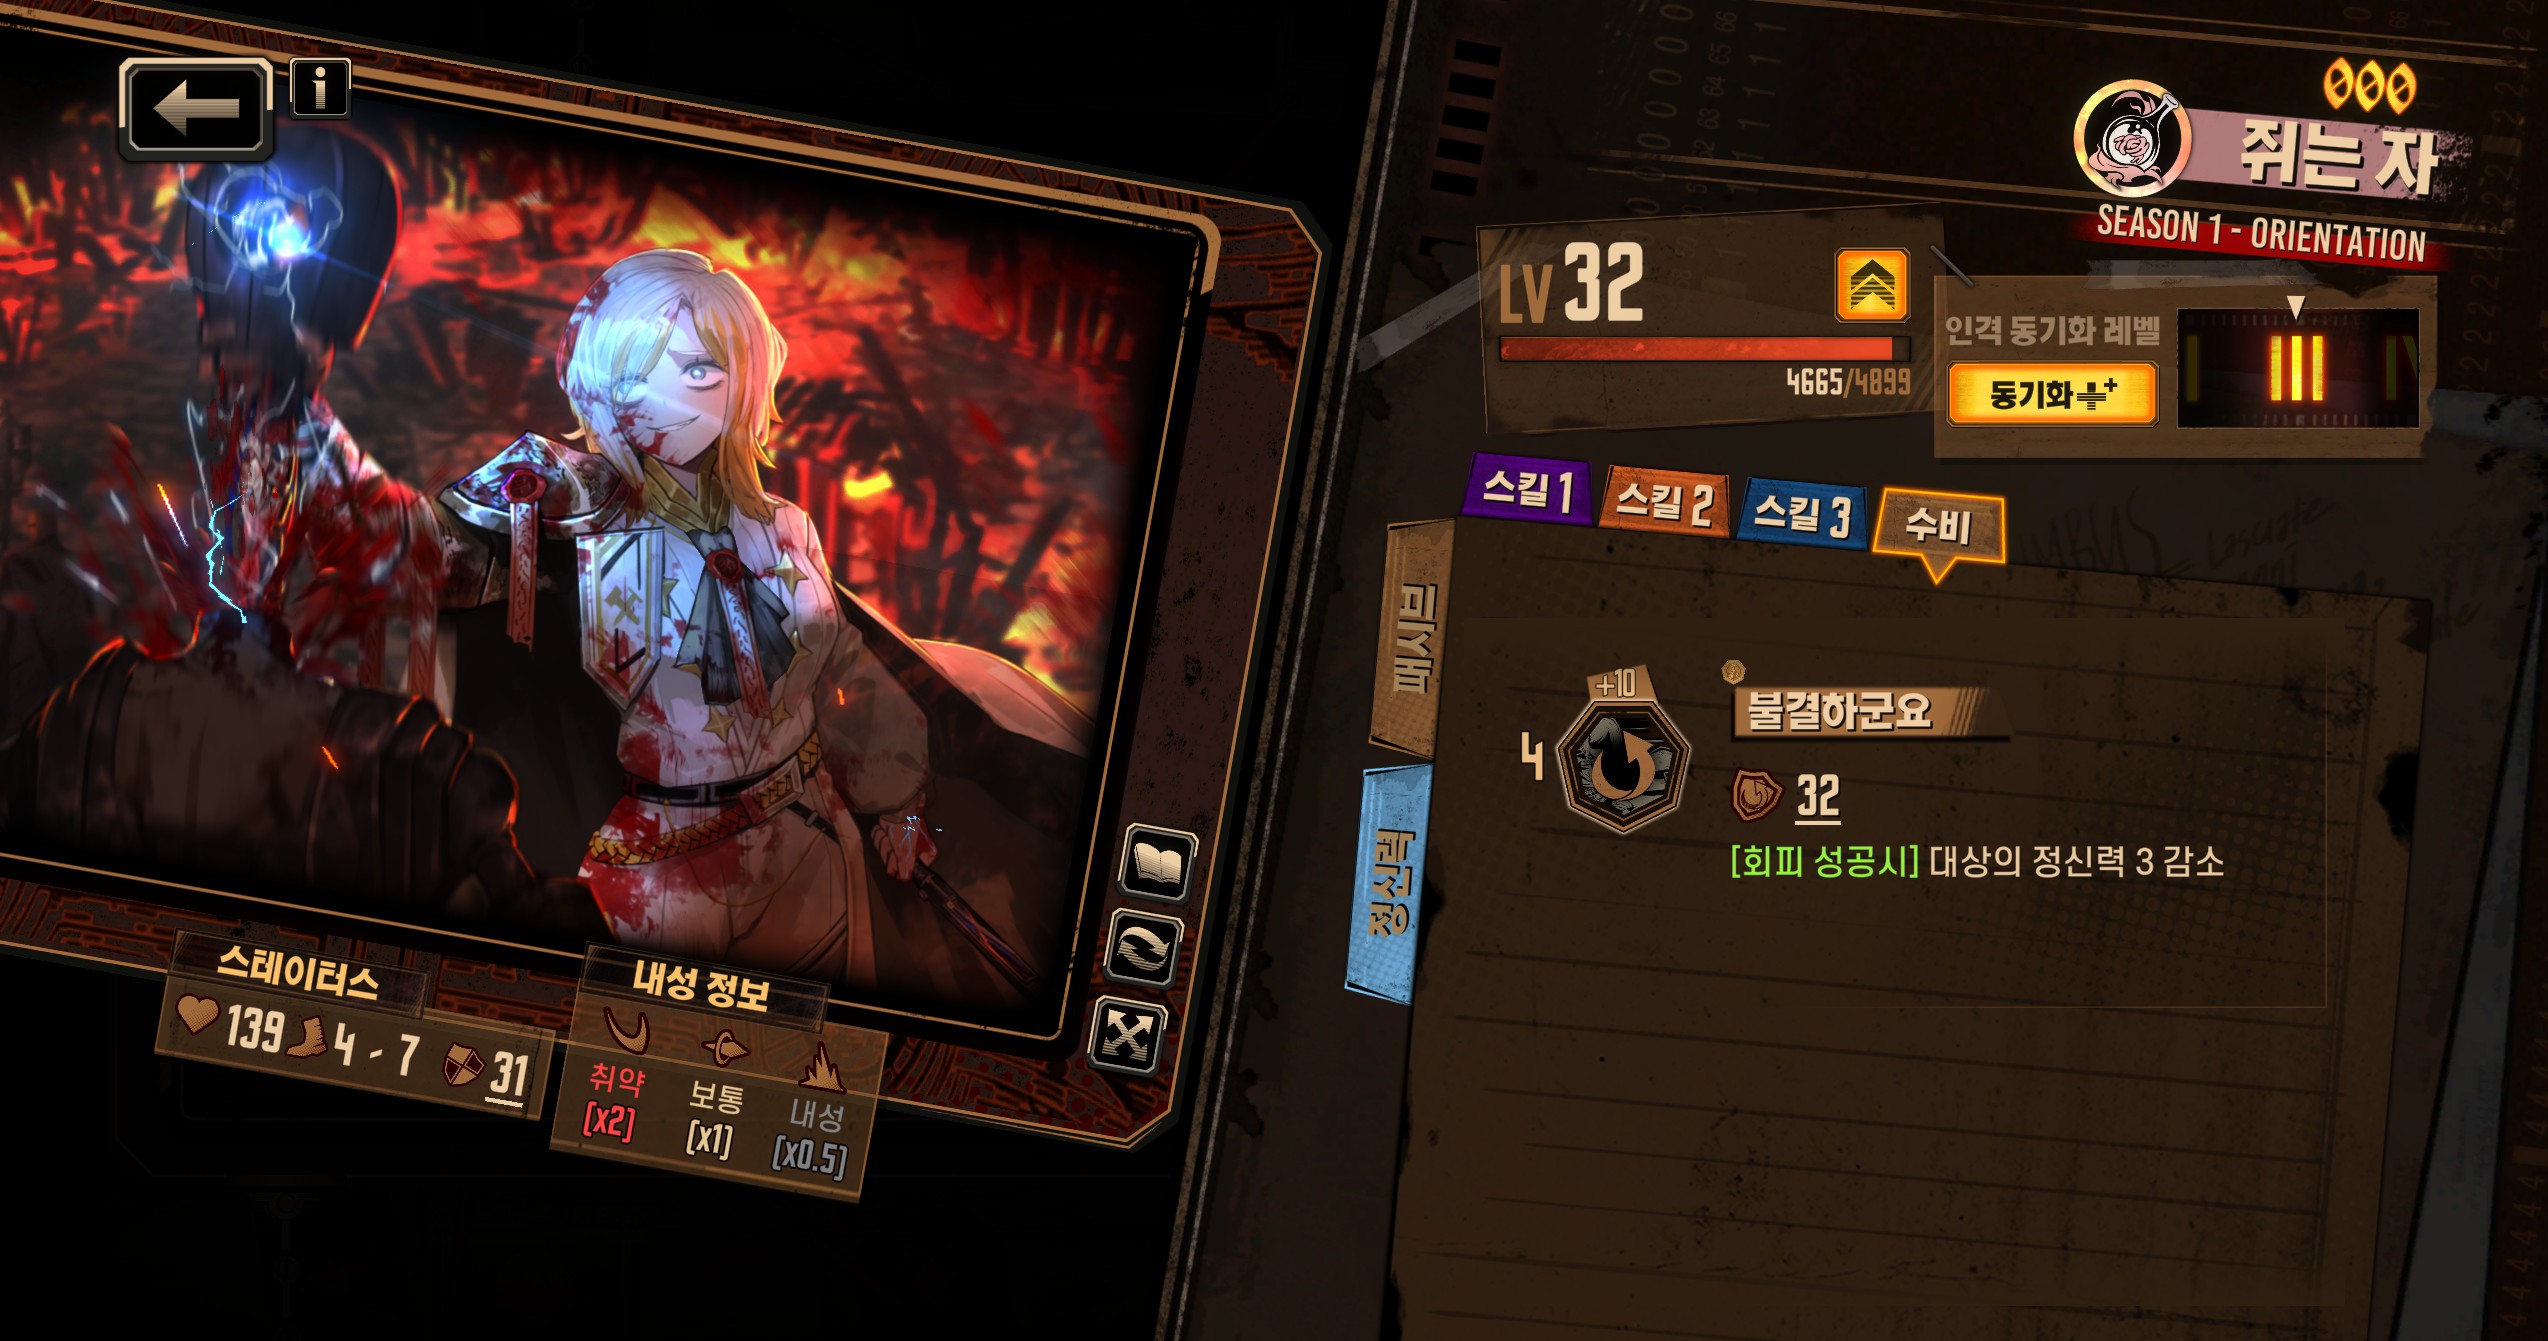 쥐는 자
SEASON 1 - ORIENTATION
LV 32
4665/4899
인격 동기화 레벨
동기화
III
스킬 1
스킬 2
스킬 3
수비
패시브
정신력
+10
4
불결하군요
32
[회피 성공시] 대상의 정신력 3 감소
스테이터스
139 4 - 7 31
내성 정보
취약 보통 내성
[x2] [x1] [x0.5]